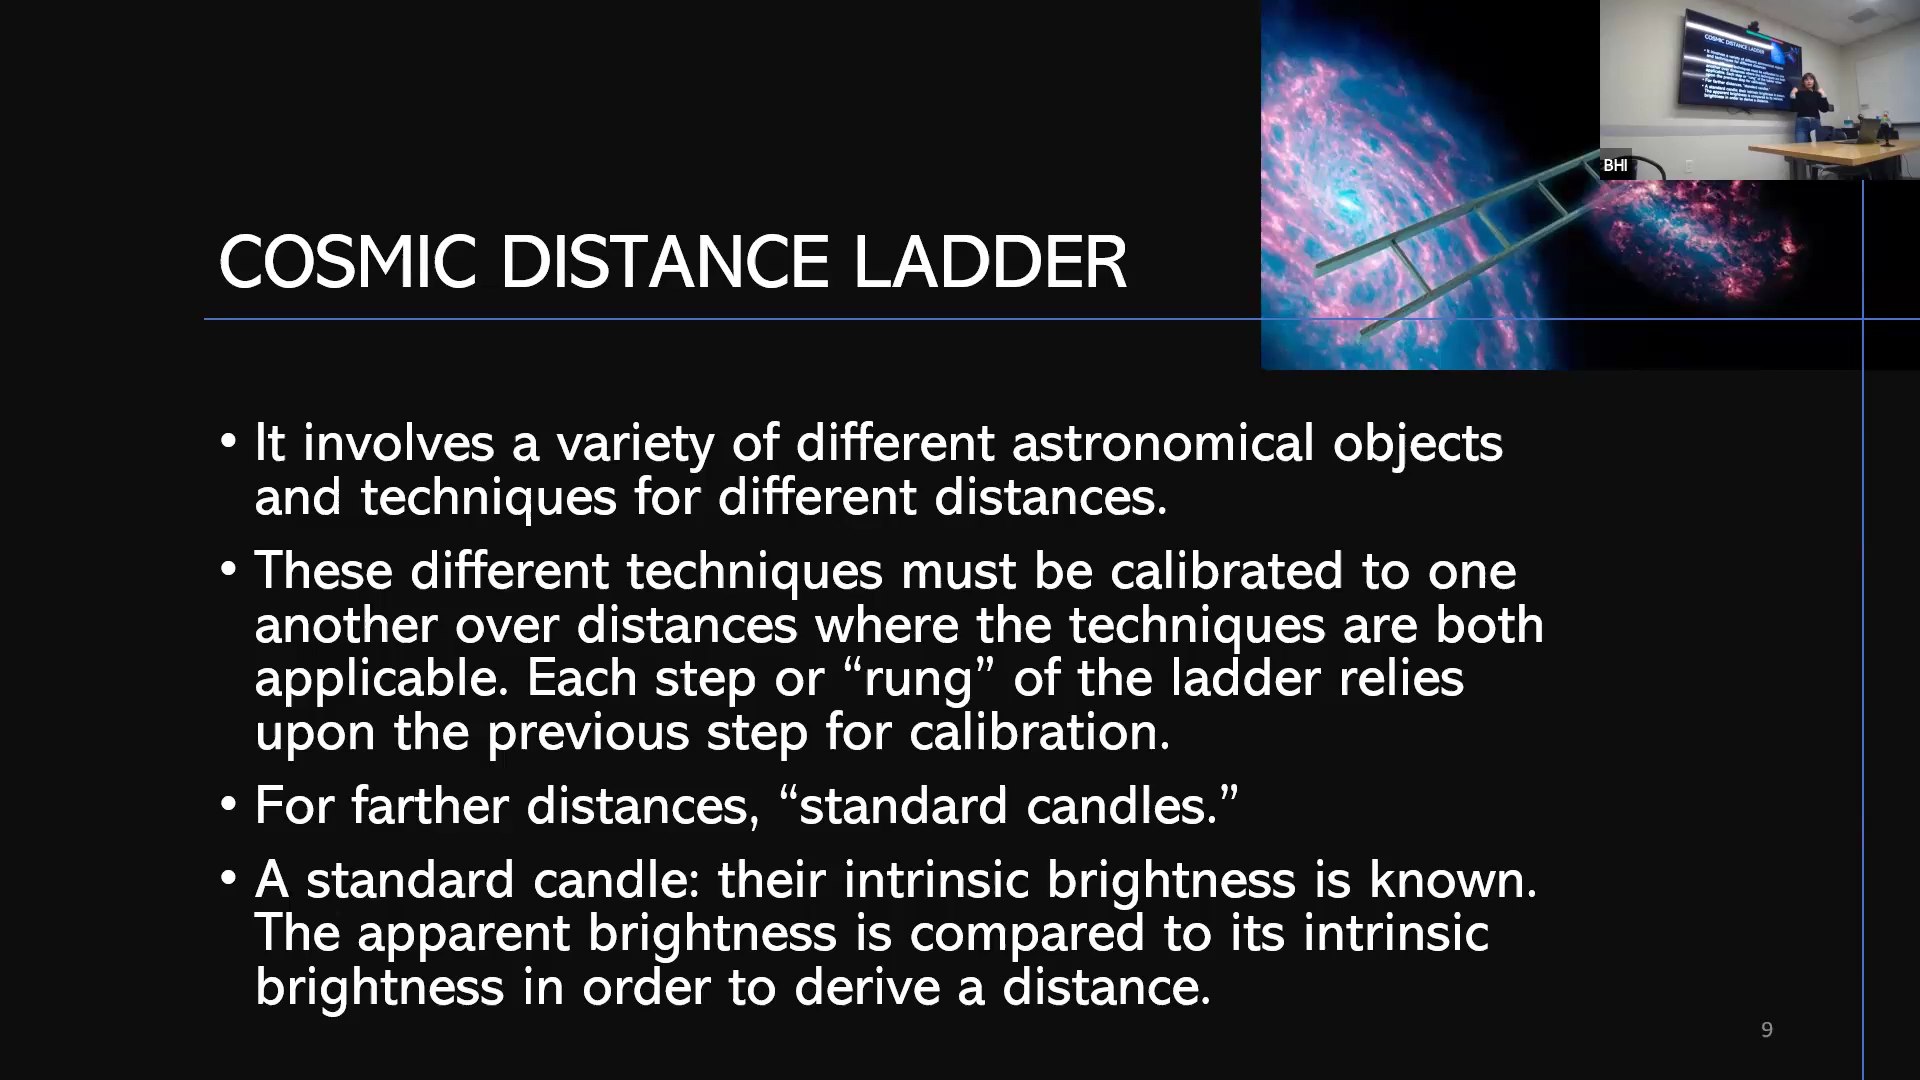 BHI
COSMIC DISTANCE LADDER
COSMIC DISTANCE LADDER
• It involves a variety of different astronomical objects
and techniques for different distances.
• These different techniques must be calibrated to one
another over distances where the techniques are both
applicable. Each step or “rung” of the ladder relies
upon the previous step for calibration.
• For farther distances, “standard candles.”
• A standard candle: their intrinsic brightness is known.
The apparent brightness is compared to its intrinsic
brightness in order to derive a distance.
9